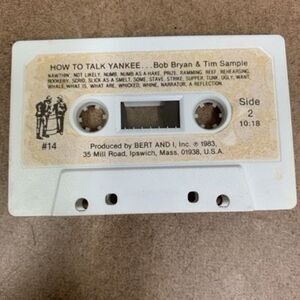 HOW TO TALK YANKEE...Bob Bryan & Tim Sample
NAWTHIN', NOT LIKELY, NUMB, NUMB AS A HAKE, PRIZE, RAMMING, REEF, REHEARSING,
ROOKERY, SCRID, SLICK AS A SMELT, SOME, STAVE, STRIKE, SUPPER, TUNK, UGLY, WANT,
WHALE, WHAT IS, WHAT ARE, WHICKED, WHINE, NARRATUR, A REFLECTION.
Side
2
10:18
#14
Produced by BERT AND I, Inc. ℗ 1983,
35 Mill Road, Ipswich, Mass. 01938, U.S.A.